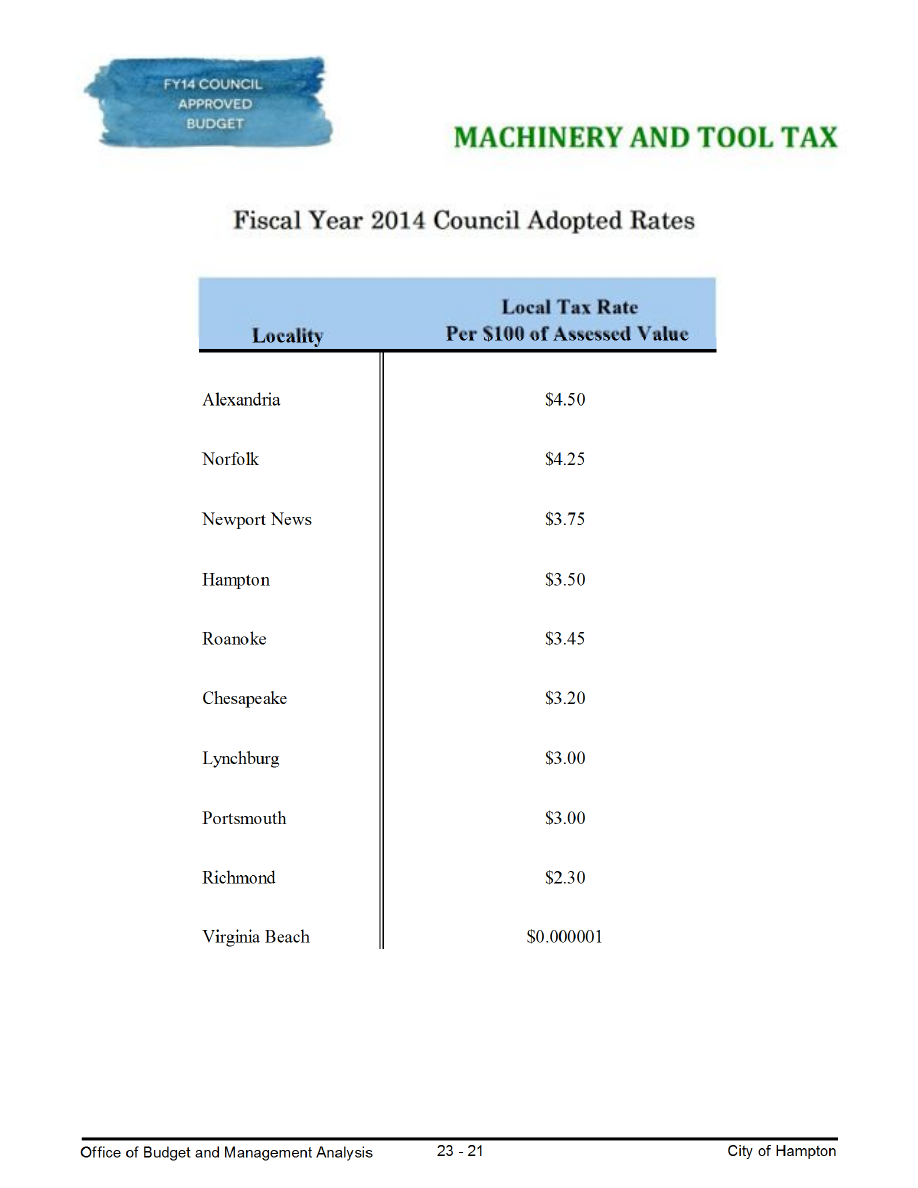 FY14 COUNCIL
APPROVED
BUDGET
MACHINERY AND TOOL TAX
Fiscal Year 2014 Council Adopted Rates
Local Tax Rate
Locality Per $100 of Assessed Value
Alexandria $4.50
Norfolk $4.25
Newport News $3.75
Hampton $3.50
Roanoke $3.45
Chesapeake $3.20
Lynchburg $3.00
Portsmouth $3.00
Richmond $2.30
Virginia Beach $0.000001
Office of Budget and Management Analysis 23 - 21 City of Hampton